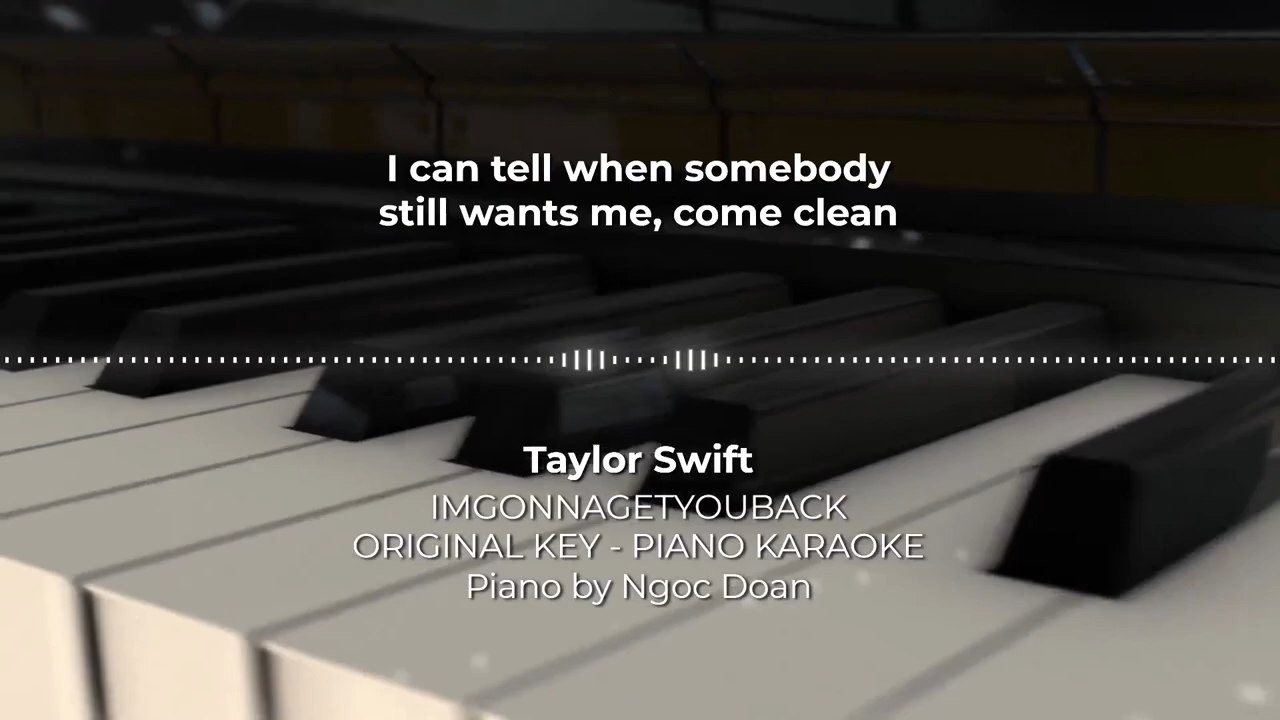 I can tell when somebody
still wants me, come clean
Taylor Swift
IMGONNAGETYOUBACK
ORIGINAL KEY - PIANO KARAOKE
Piano by Ngoc Doan